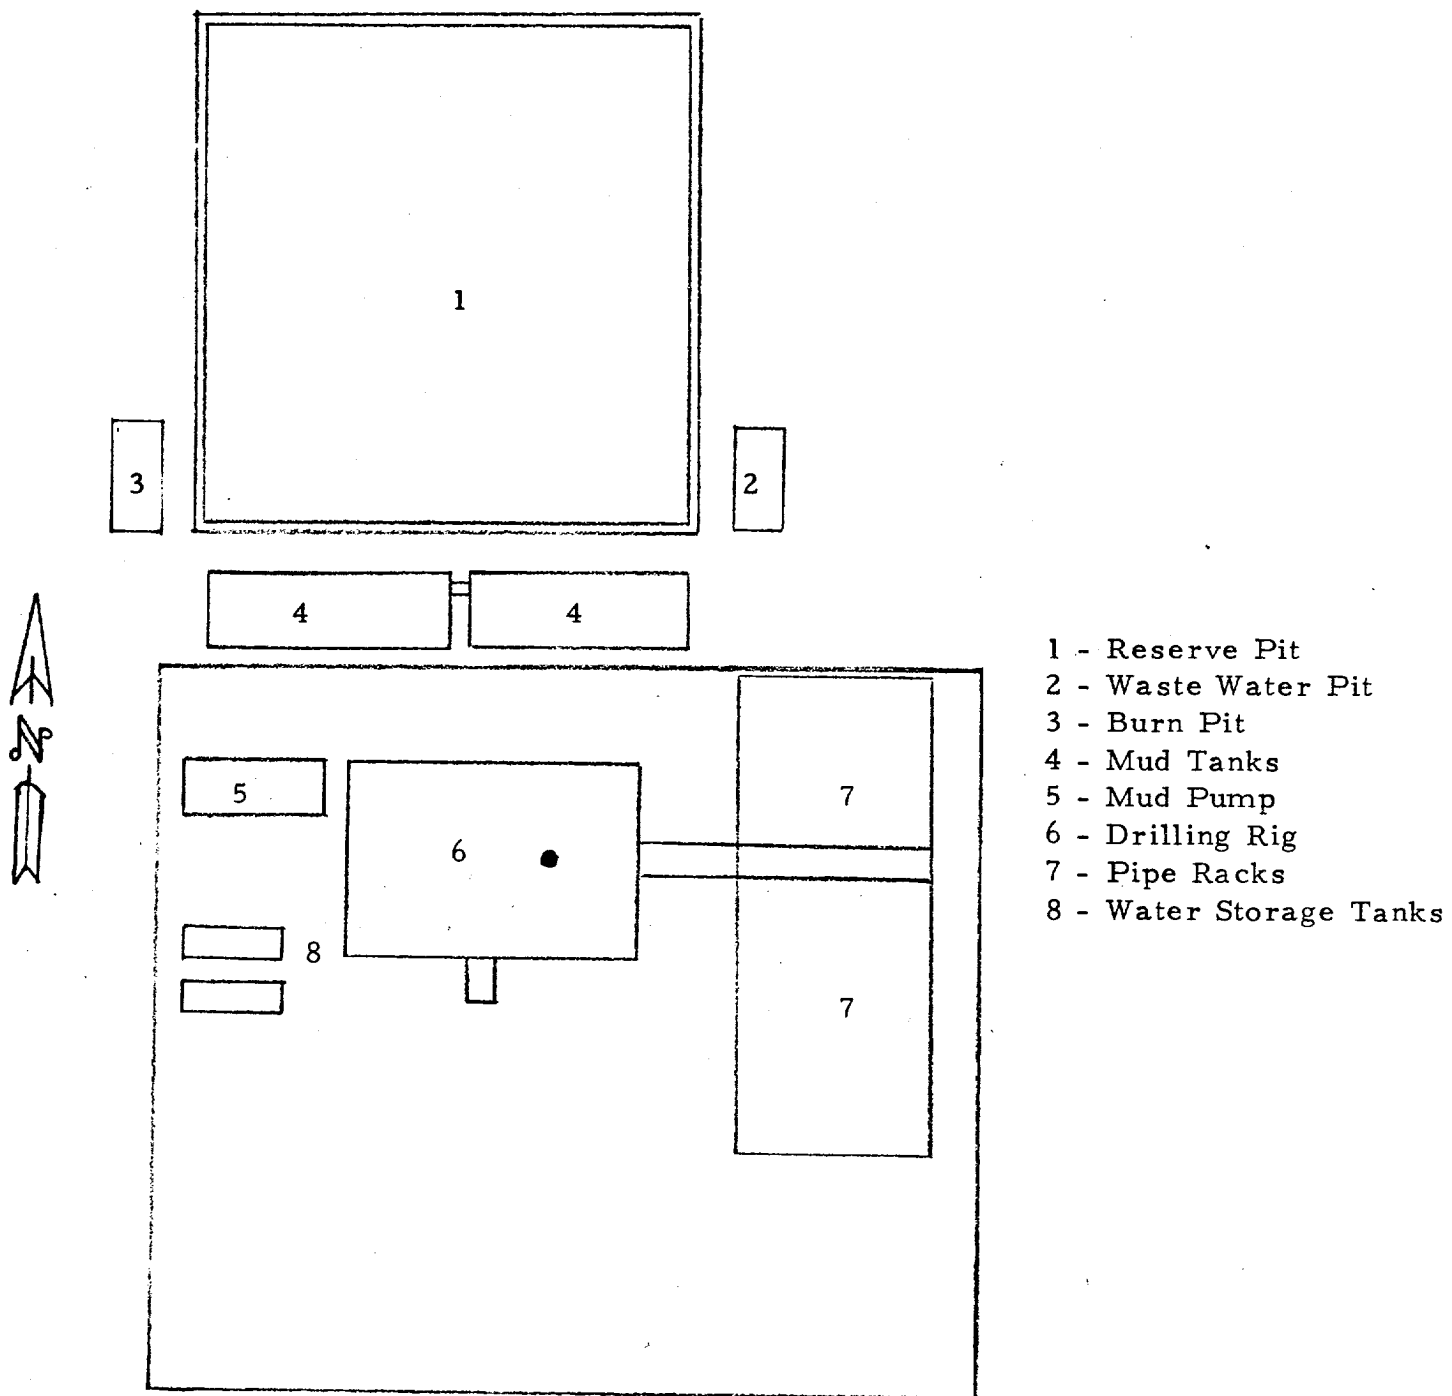 1
3
2
4 4
N
5
6
7
8
7
1 - Reserve Pit
2 - Waste Water Pit
3 - Burn Pit
4 - Mud Tanks
5 - Mud Pump
6 - Drilling Rig
7 - Pipe Racks
8 - Water Storage Tanks